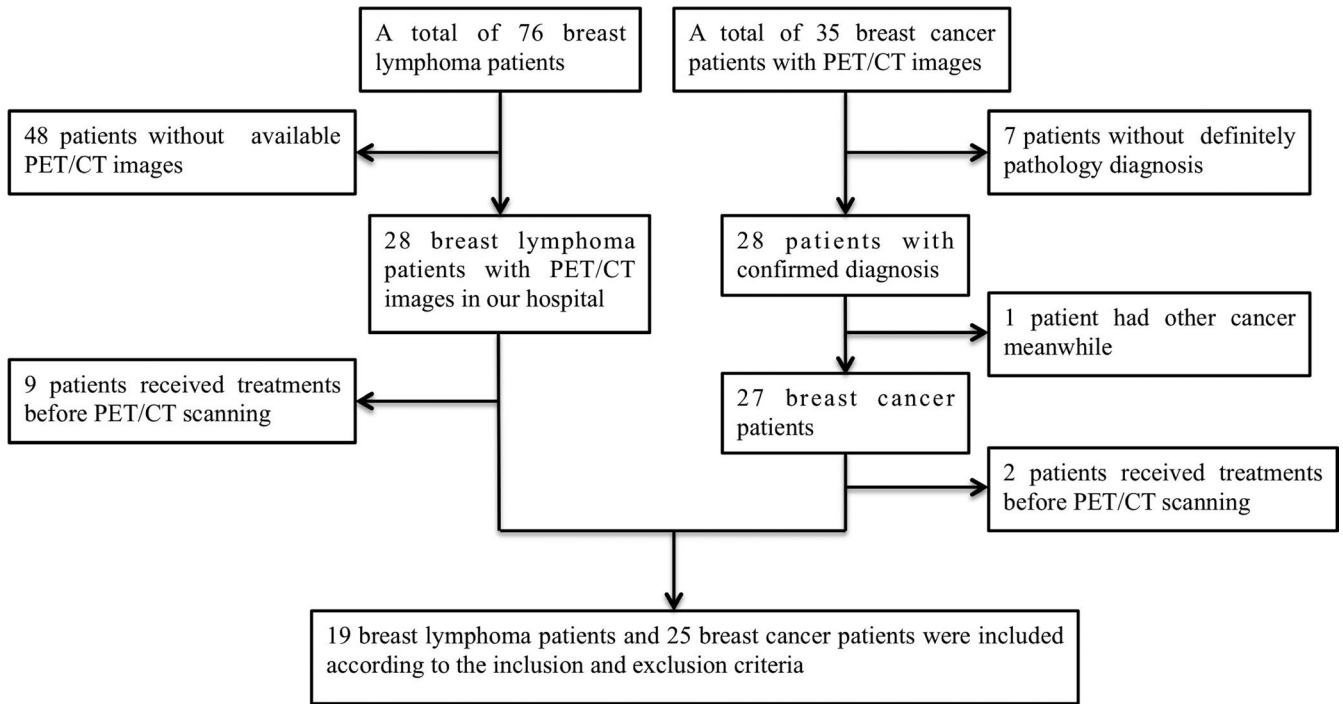 A total of 76 breast
lymphoma patients
A total of 35 breast cancer
patients with PET/CT images
48 patients without available
PET/CT images
7 patients without definitely
pathology diagnosis
28 breast lymphoma
patients with PET/CT
images in our hospital
28 patients with
confirmed diagnosis
1 patient had other cancer
meanwhile
9 patients received treatments
before PET/CT scanning
27 breast cancer
patients
2 patients received treatments
before PET/CT scanning
19 breast lymphoma patients and 25 breast cancer patients were included
according to the inclusion and exclusion criteria